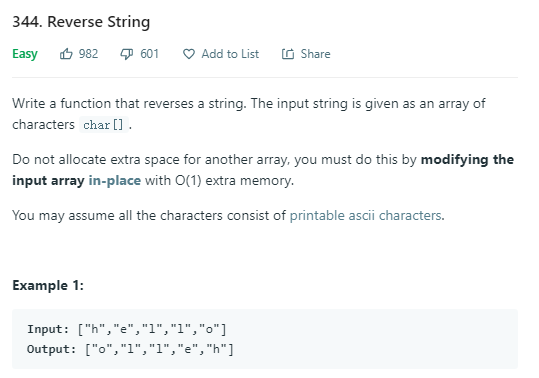 344. Reverse String
Easy 982 601 Add to List Share
Write a function that reverses a string. The input string is given as an array of
characters char[] .
Do not allocate extra space for another array, you must do this by modifying the
input array in-place with O(1) extra memory.
You may assume all the characters consist of printable ascii characters.
Example 1:
Input: ["h","e","l","l","o"]
Output: ["o","l","l","e","h"]